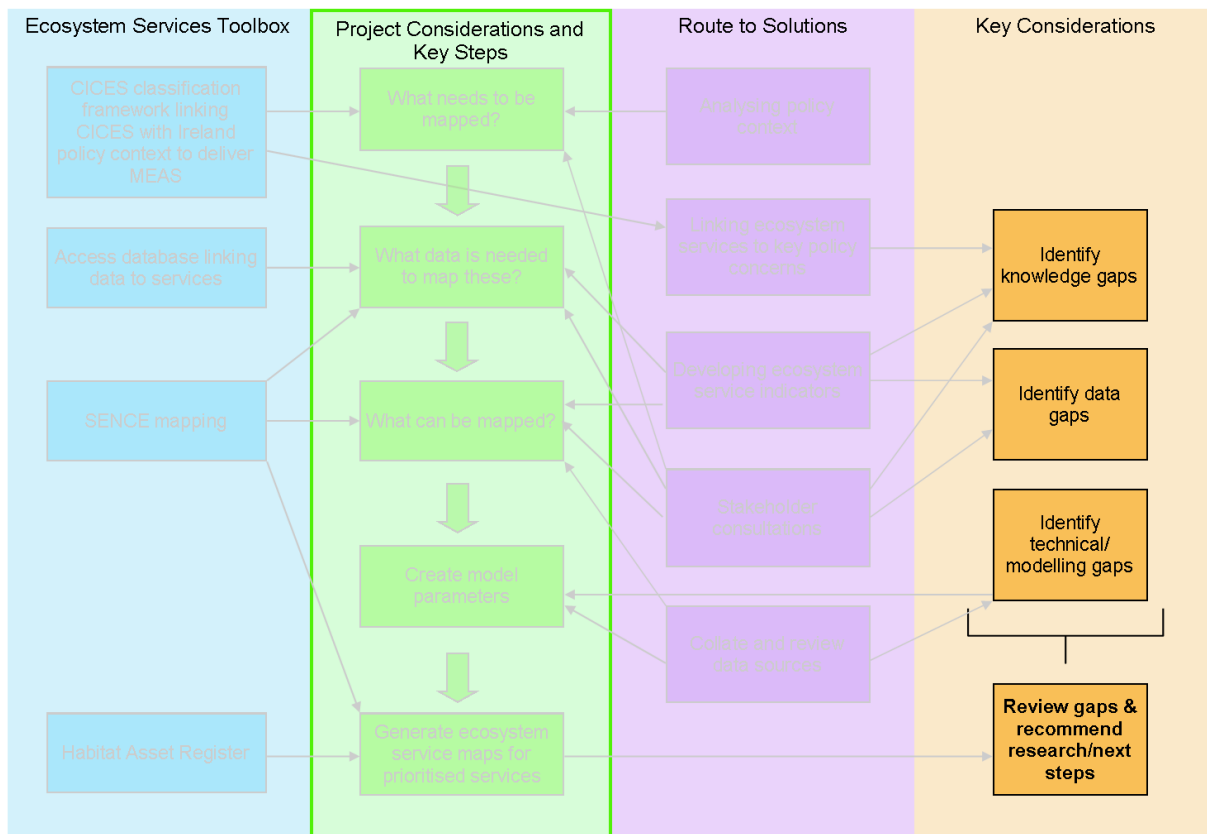 Ecosystem Services Toolbox
CICES classification
framework linking
CICES with Ireland
policy context to deliver
MEAS
Access database linking
data to services
SENCE mapping
Habitat Asset Register
Project Considerations and
Key Steps
What needs to be
mapped?
What data is needed
to map these?
What can be mapped?
Create model
parameters
Generate ecosystem
service maps for
prioritised services
Route to Solutions
Analysing policy
context
Linking ecosystem
services to key policy
concerns
Developing ecosystem
service indicators
Stakeholder
consultations
Collate and review
data sources
Key Considerations
Identify
knowledge gaps
Identify data
gaps
Identify
technical/
modelling gaps
Review gaps &
recommend
research/next
steps